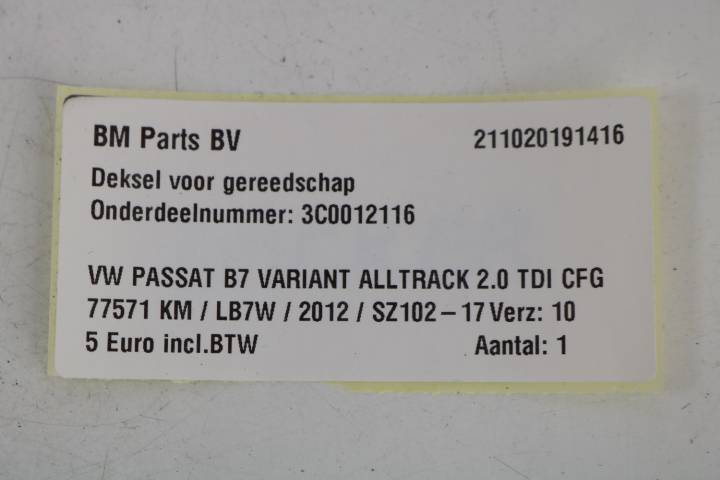 BM Parts BV 211020191416
Deksel voor gereedschap
Onderdeelnummer: 3C0012116
VW PASSAT B7 VARIANT ALLTRACK 2.0 TDI CFG
77571 KM / LB7W / 2012 / SZ102-17 Verz: 10
5 Euro incl.BTW Aantal: 1